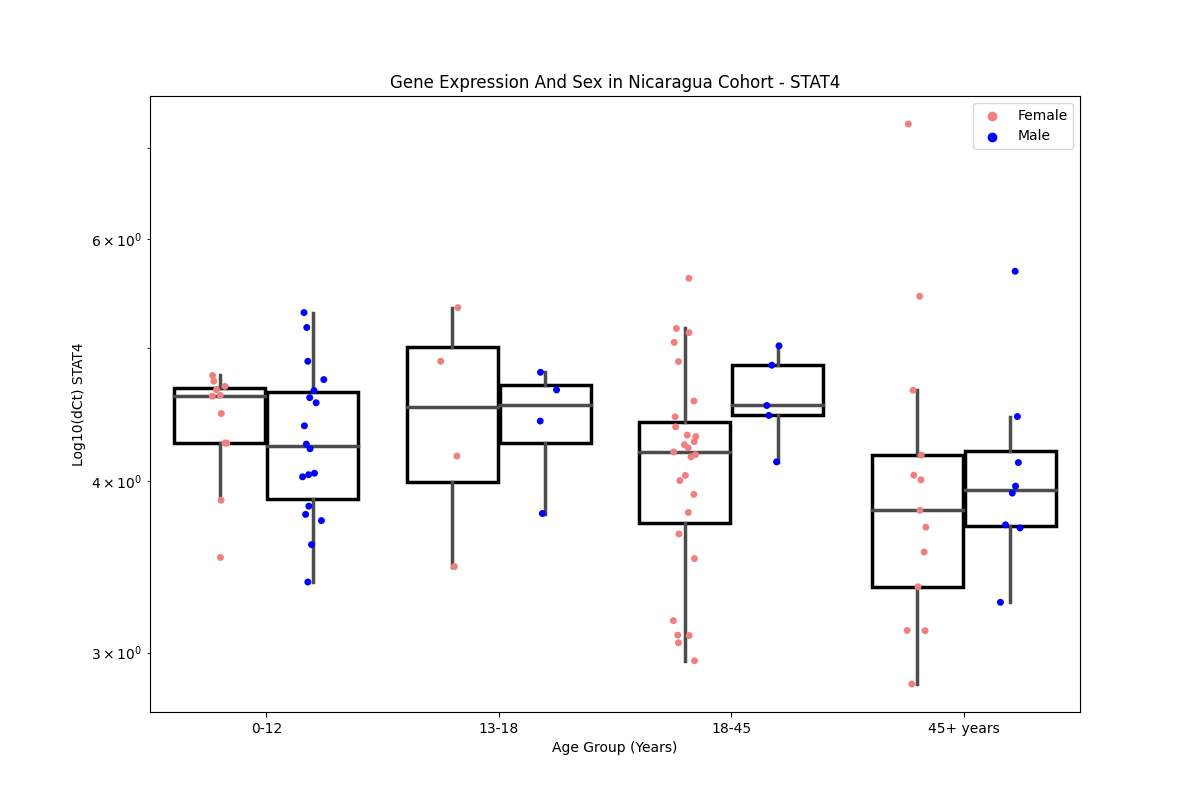 Gene Expression And Sex in Nicaragua Cohort - STAT4
Female
Male
6 × 10⁰
4 × 10⁰
3 × 10⁰
Log10(dCt) STAT4
0-12
13-18
18-45
45+ years
Age Group (Years)